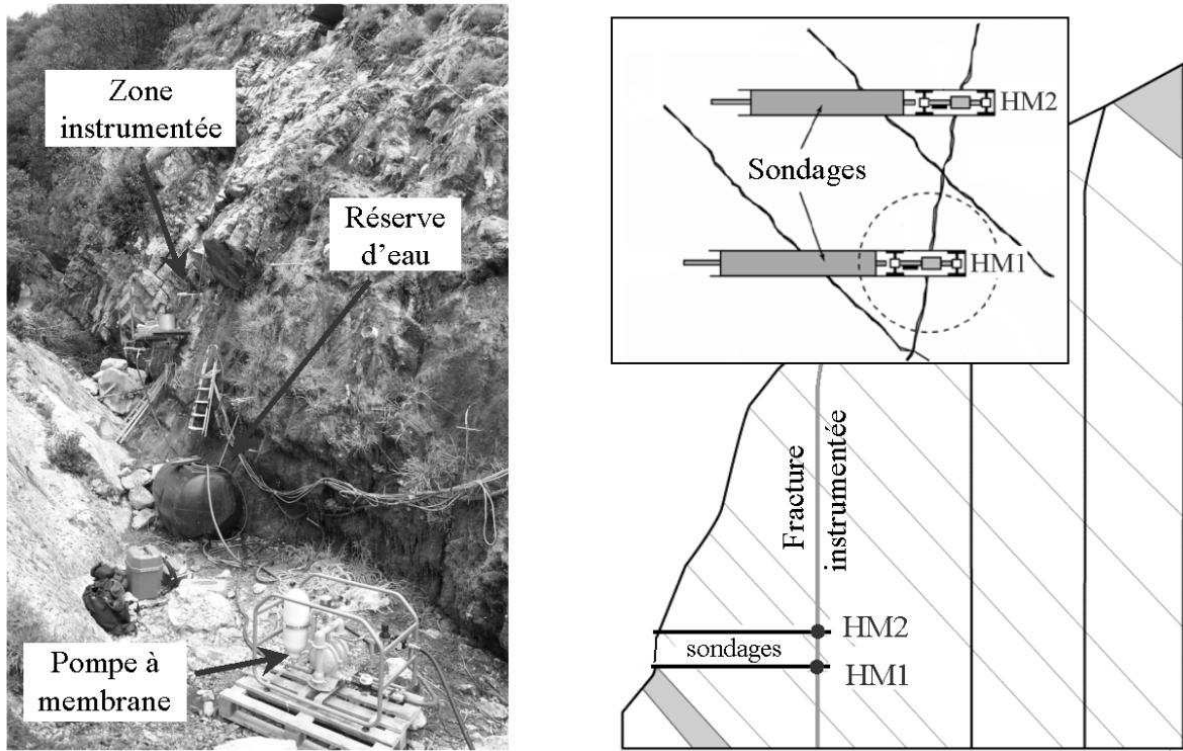 Zone
instrumentée
Réserve
d'eau
Pompe à
membrane
HM2
Sondages
HM1
Fracture
instrumentée
HM2
sondages
HM1